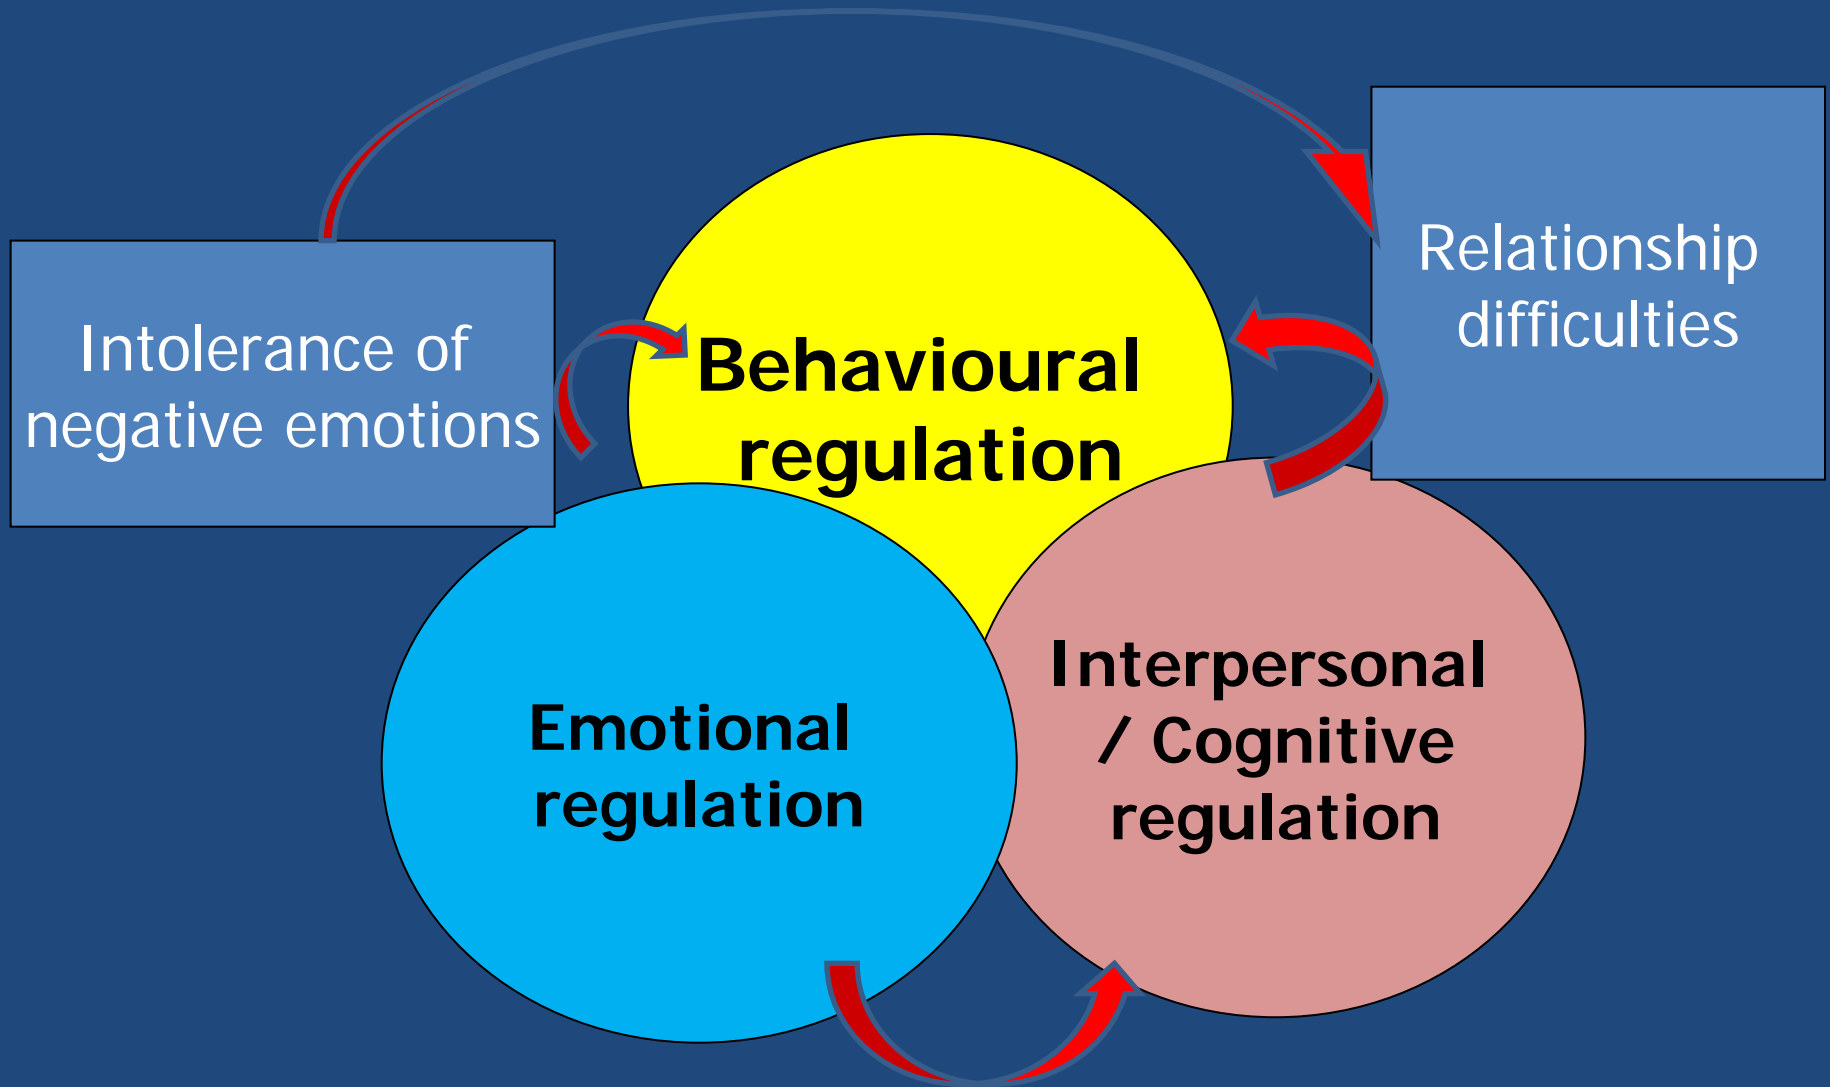 Intolerance of
negative emotions
Behavioural
regulation
Relationship
difficulties
Emotional
regulation
Interpersonal
/ Cognitive
regulation